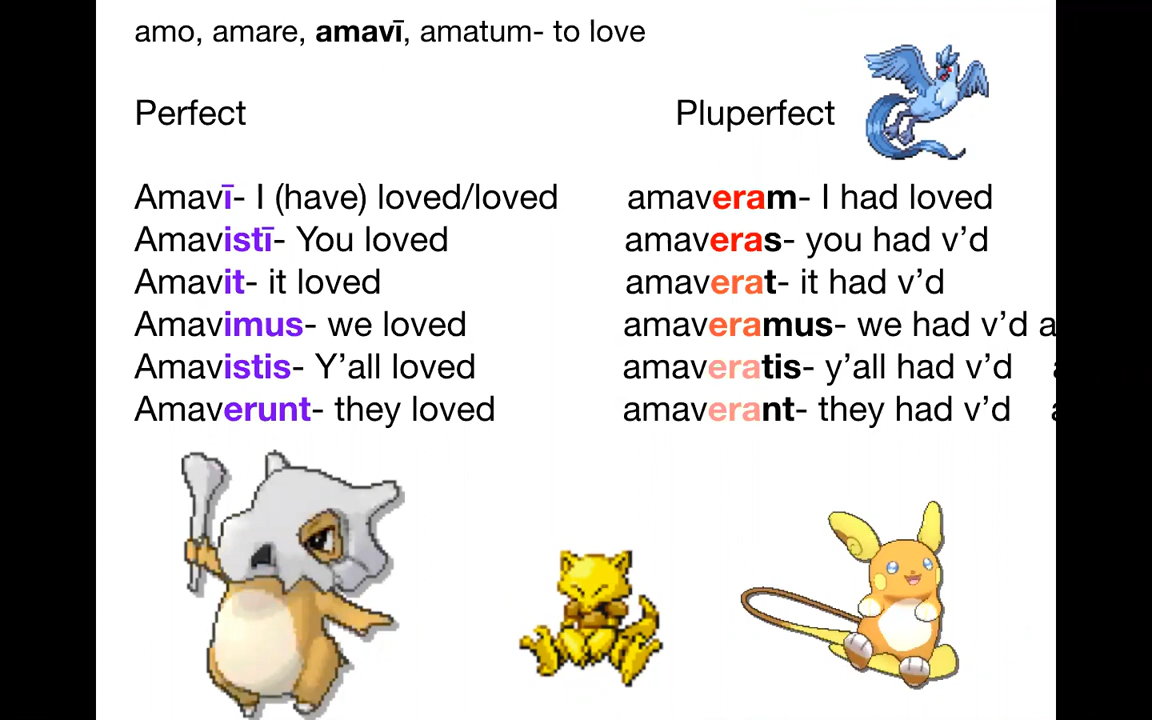 amo, amare, amavī, amatum- to love
Perfect Pluperfect
Amavī- I (have) loved/loved amaveram- I had loved
Amavistī- You loved amaveras- you had v’d
Amavit- it loved amaverat- it had v’d
Amavimus- we loved amaveramus- we had v’d a
Amavistis- Y’all loved amaveratis- y’all had v’d
Amaverunt- they loved amaverant- they had v’d